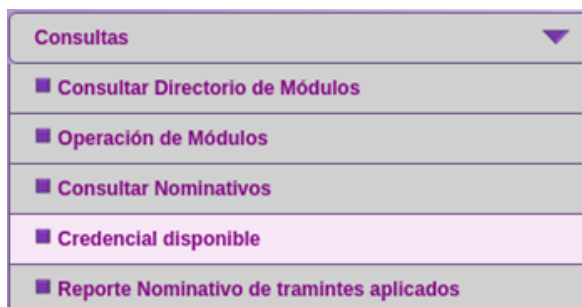 Consultas
Consultar Directorio de Módulos
Operación de Módulos
Consultar Nominativos
Credencial disponible
Reporte Nominativo de tramintes aplicados